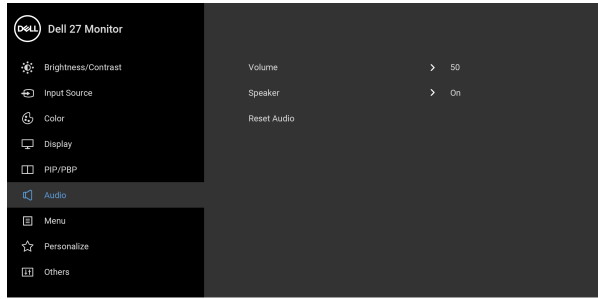 DELL Dell 27 Monitor
Brightness/Contrast
Volume > 50
Input Source
Speaker > On
Color
Reset Audio
Display
PIP/PBP
Audio
Menu
Personalize
Others